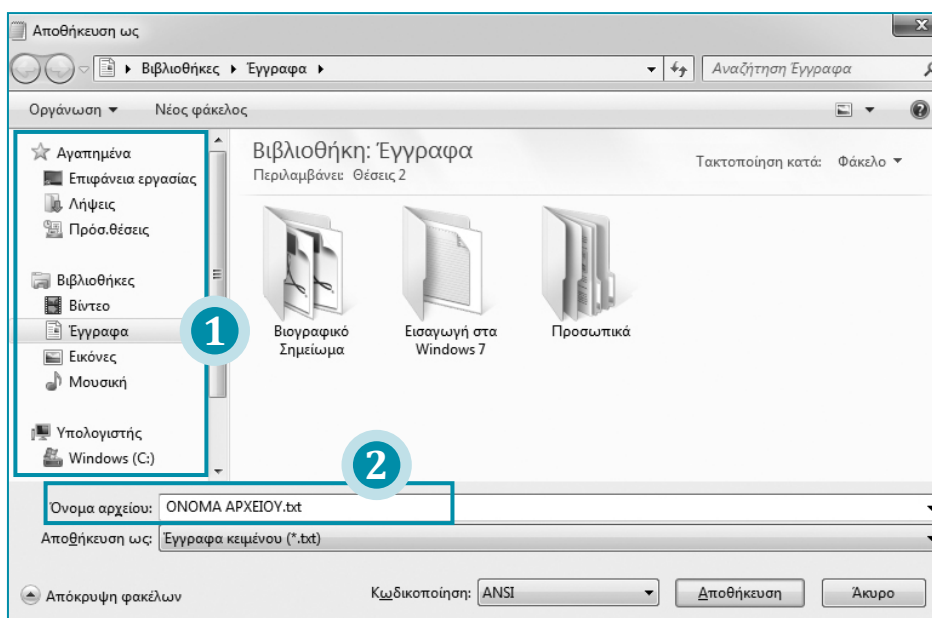 Αποθήκευση ως
Βιβλιοθήκες Έγγραφα
Αναζήτηση Έγγραφα
Οργάνωση Νέος φάκελος
Αγαπημένα
Επιφάνεια εργασίας
Λήψεις
Πρόσ.θέσεις
Βιβλιοθήκες
Βίντεο
Έγγραφα
Εικόνες
Μουσική
Υπολογιστής
Windows (C:)
1
Βιβλιοθήκη: Έγγραφα
Περιλαμβάνει: Θέσεις 2
Τακτοποίηση κατά: Φάκελο
Βιογραφικό
Σημείωμα
Εισαγωγή στα
Windows 7
Προσωπικά
2
Όνομα αρχείου: ΟΝΟΜΑ ΑΡΧΕΙΟΥ.txt
Αποθήκευση ως: Έγγραφα κειμένου (*.txt)
Απόκρυψη φακέλων
Κωδικοποίηση: ANSI
Αποθήκευση
Άκυρο